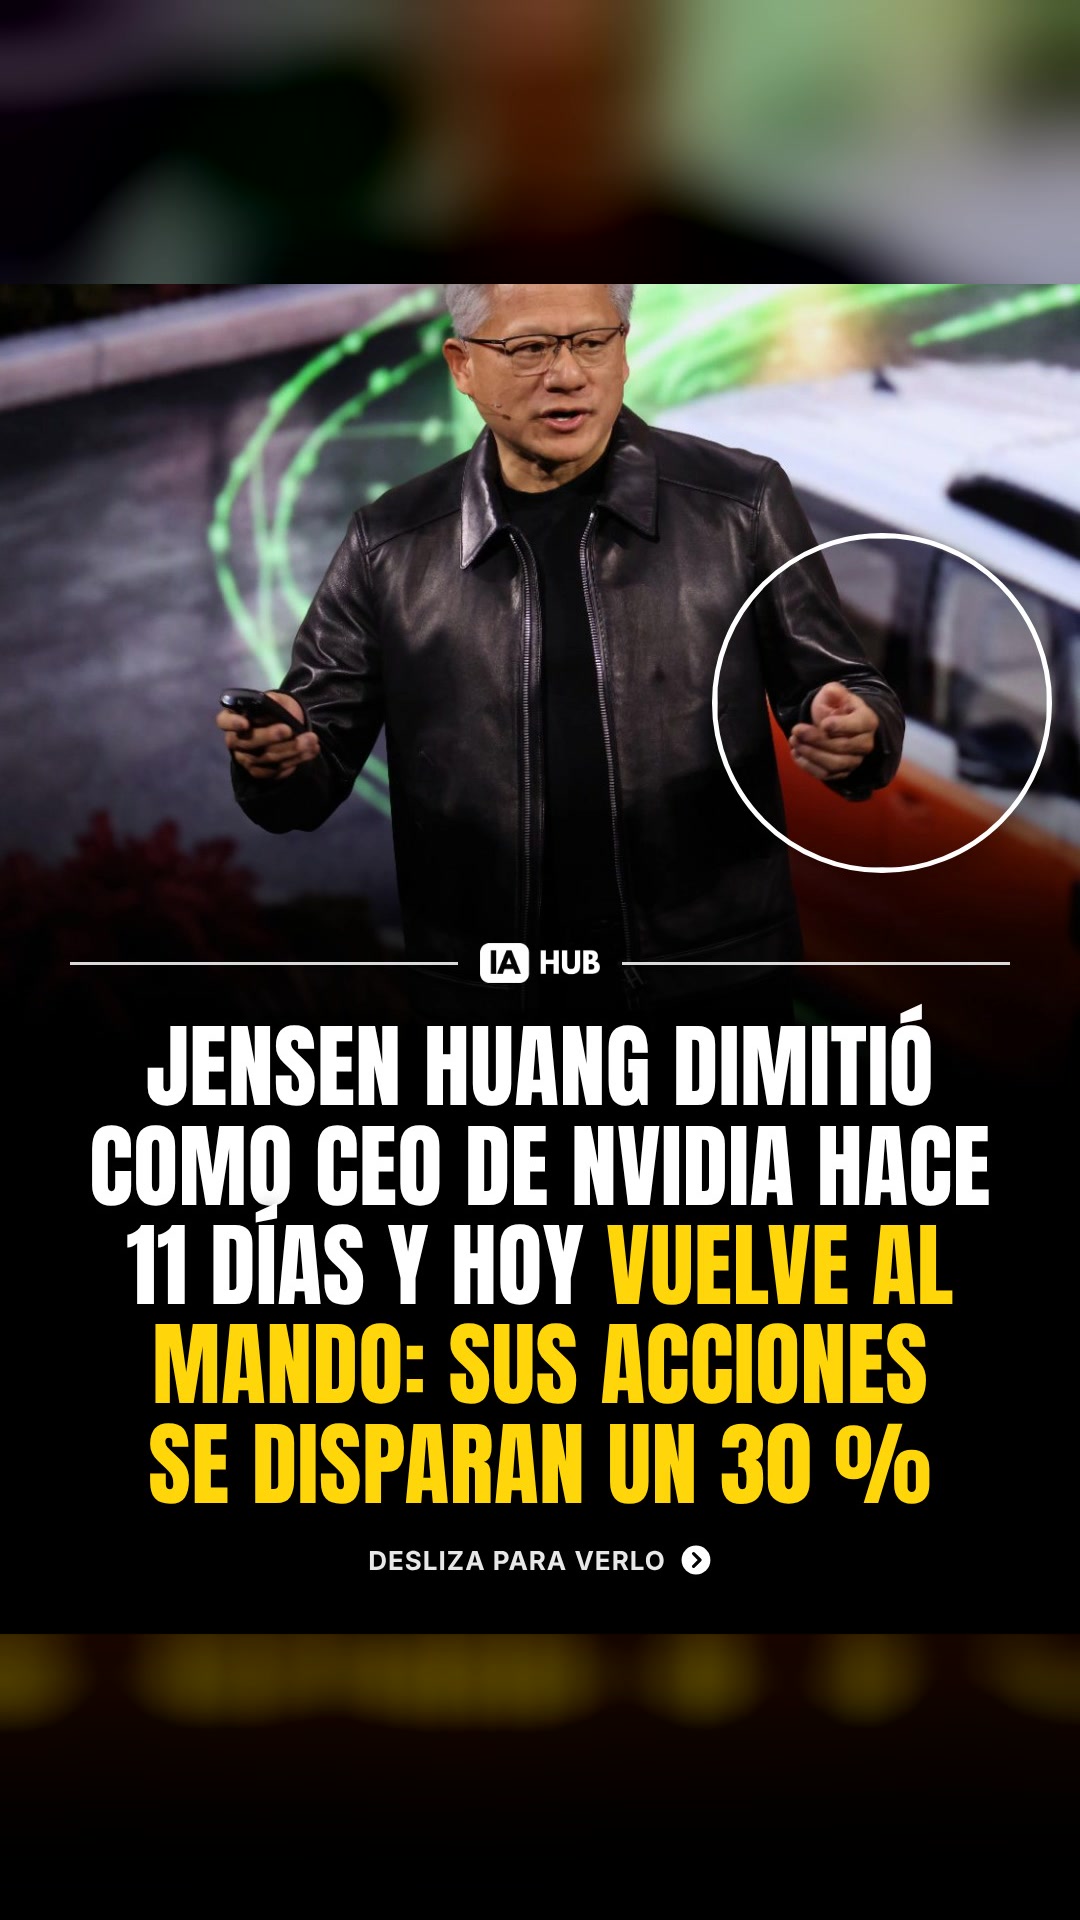 IA HUB
JENSEN HUANG DIMITIÓ
COMO CEO DE NVIDIA HACE
11 DÍAS Y HOY VUELVE AL
MANDO: SUS ACCIONES
SE DISPARAN UN 30 %
DESLIZA PARA VERLO